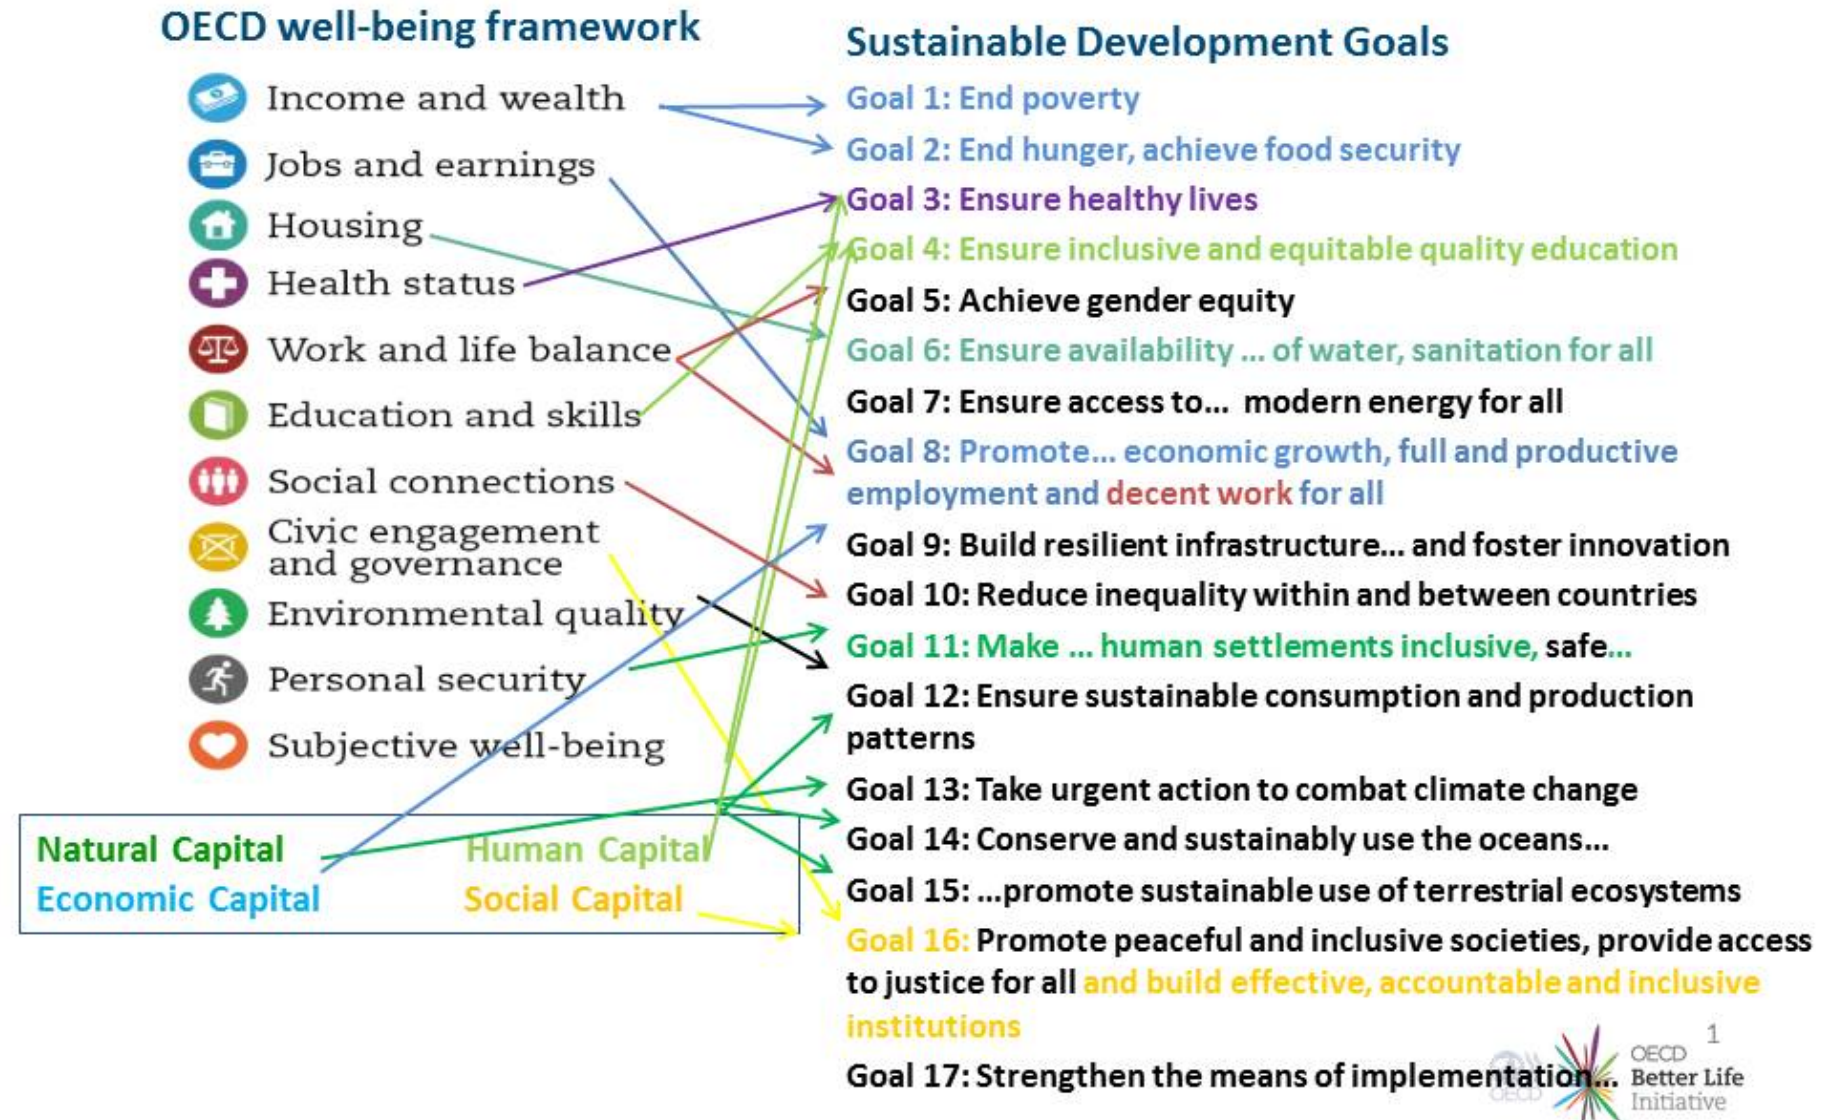 OECD well-being framework
Income and wealth
Jobs and earnings
Housing
Health status
Work and life balance
Education and skills
Social connections
Civic engagement
and governance
Environmental quality
Personal security
Subjective well-being
Natural Capital
Human Capital
Economic Capital
Social Capital
Sustainable Development Goals
Goal 1: End poverty
Goal 2: End hunger, achieve food security
Goal 3: Ensure healthy lives
Goal 4: Ensure inclusive and equitable quality education
Goal 5: Achieve gender equity
Goal 6: Ensure availability ... of water, sanitation for all
Goal 7: Ensure access to... modern energy for all
Goal 8: Promote... economic growth, full and productive
employment and decent work for all
Goal 9: Build resilient infrastructure... and foster innovation
Goal 10: Reduce inequality within and between countries
Goal 11: Make ... human settlements inclusive, safe...
Goal 12: Ensure sustainable consumption and production
patterns
Goal 13: Take urgent action to combat climate change
Goal 14: Conserve and sustainably use the oceans...
Goal 15: ...promote sustainable use of terrestrial ecosystems
Goal 16: Promote peaceful and inclusive societies, provide access
to justice for all and build effective, accountable and inclusive
institutions
Goal 17: Strengthen the means of implementation...
1
OECD
OECD
Better Life
Initiative